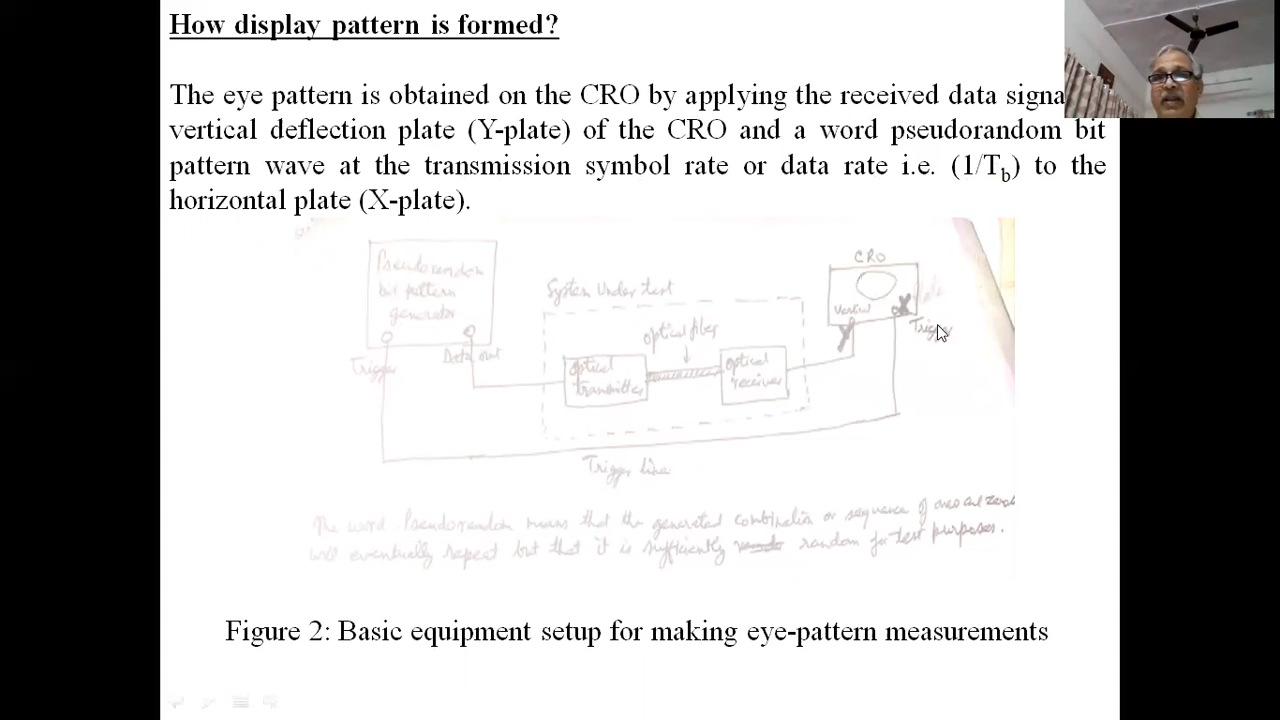 How display pattern is formed?
The eye pattern is obtained on the CRO by applying the received data signa
vertical deflection plate (Y-plate) of the CRO and a word pseudorandom bit
pattern wave at the transmission symbol rate or data rate i.e. (1/Tb) to the
horizontal plate (X-plate).
CRO
Pseudorandom
bit pattern
generator
System Under test
Vertical
Trigger
optical fiber
Trigger
Data out
optical
transmitter
optical
receiver
Trigger line
The word Pseudorandom means that the generated combination or sequence of ones and zeros
will eventually repeat but that it is sufficiently random for test purposes.
Figure 2: Basic equipment setup for making eye-pattern measurements